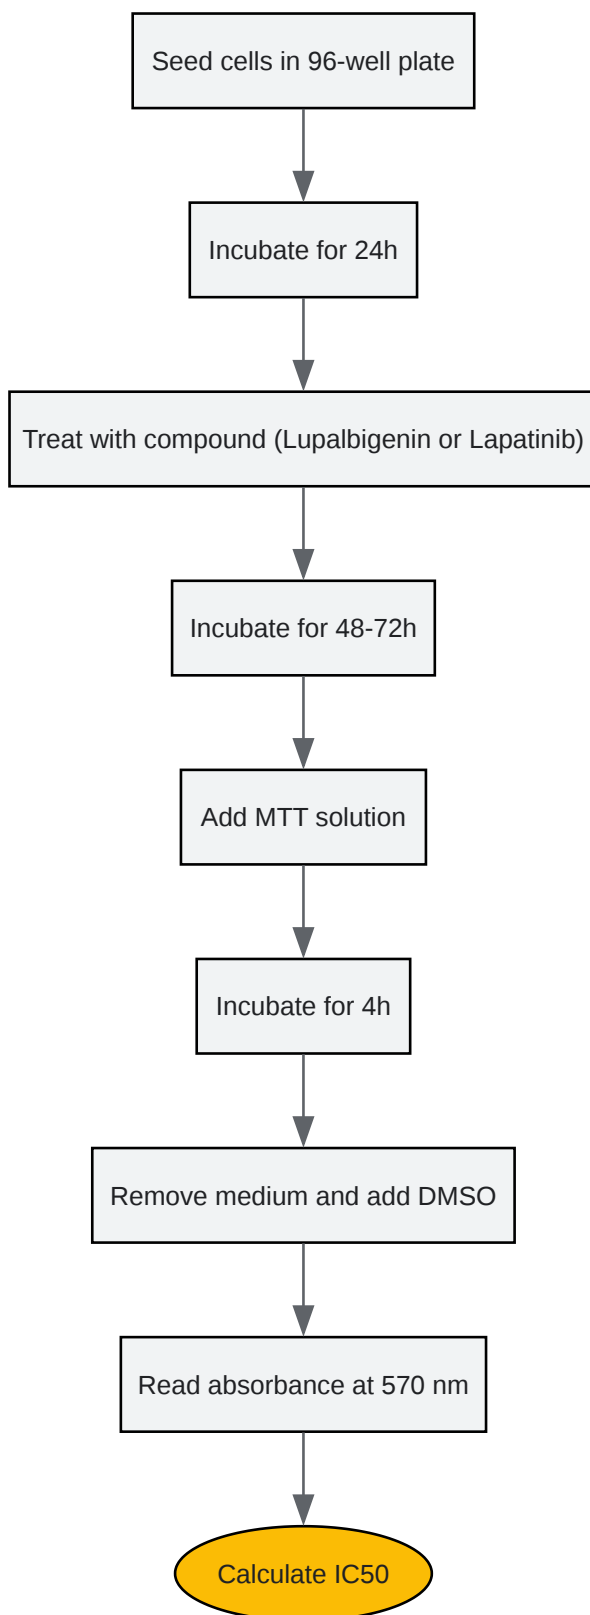 Seed cells in 96-well plate
Incubate for 24h
Treat with compound (Lupalbigenin or Lapatinib)
Incubate for 48-72h
Add MTT solution
Incubate for 4h
Remove medium and add DMSO
Read absorbance at 570 nm
Calculate IC50